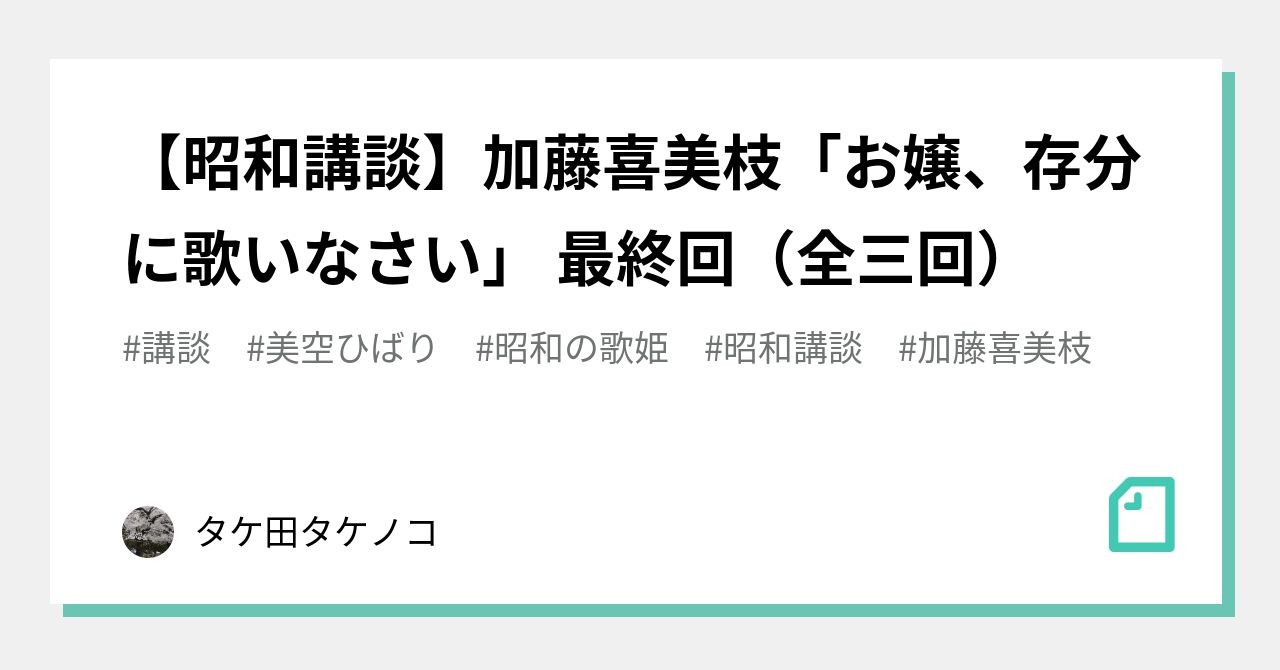 【昭和講談】加藤喜美枝「お嬢、存分
に歌いなさい」 最終回（全三回）
#講談 #美空ひばり #昭和の歌姫 #昭和講談 #加藤喜美枝
タケ田タケノコ